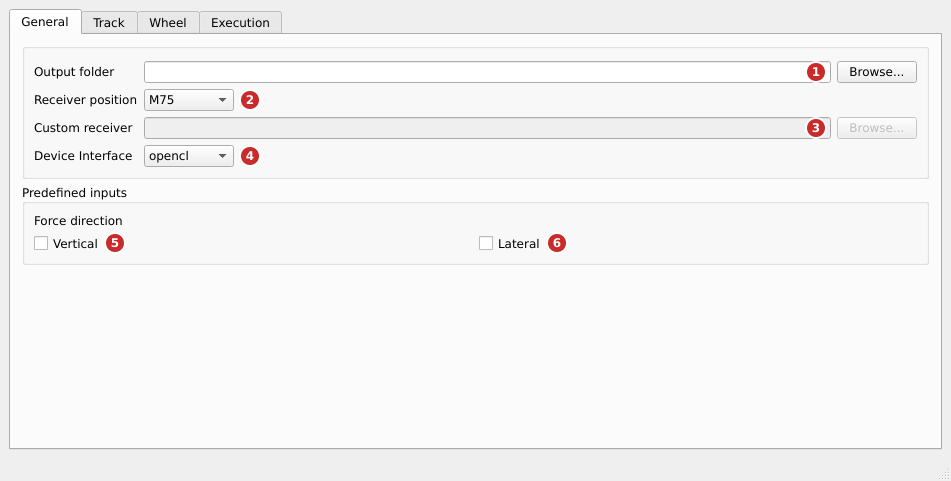 General Track Wheel Execution
Output folder 1 Browse...
Receiver position M75 2
Custom receiver 3 Browse...
Device Interface opencl 4
Predefined inputs
Force direction
Vertical 5 Lateral 6